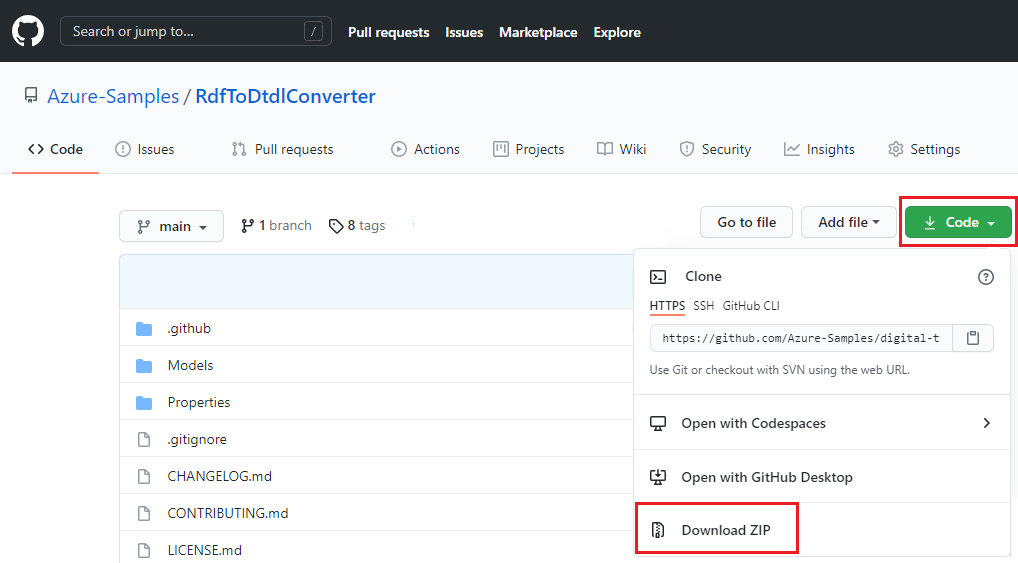 Search or jump to... / Pull requests Issues Marketplace Explore
Azure-Samples / RdfToDtdlConverter
<> Code Issues Pull requests Actions Projects Wiki Security Insights Settings
main 1 branch 8 tags Go to file Add file Code
Clone
HTTPS SSH GitHub CLI
https://github.com/Azure-Samples/digital-t
Use Git or checkout with SVN using the web URL.
Open with Codespaces
Open with GitHub Desktop
Download ZIP
.github
Models
Properties
.gitignore
CHANGELOG.md
CONTRIBUTING.md
LICENSE.md